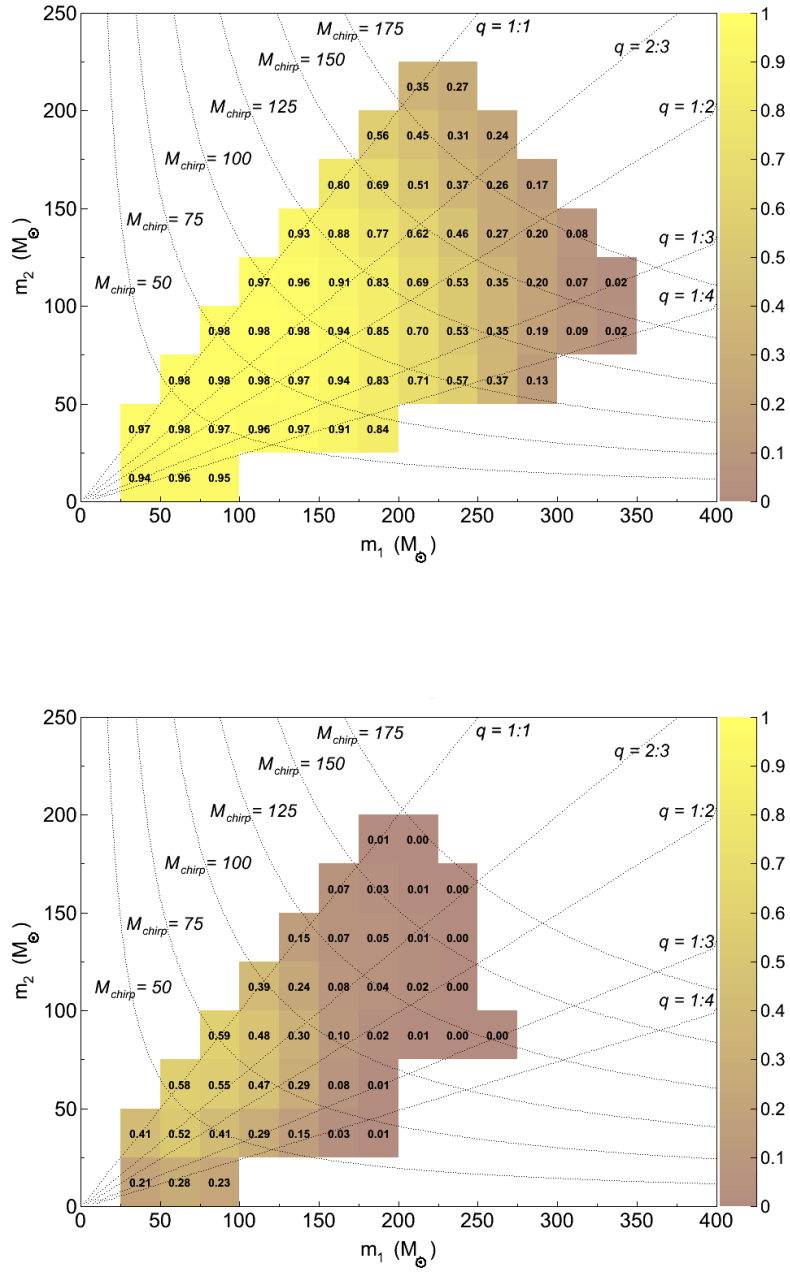 250
M_chirp= 175
q = 1:1
1
M_chirp= 150
q = 2:3
0.9
0.35 0.27
200
M_chirp= 125
q = 1:2
0.8
0.56 0.45 0.31 0.24
M_chirp= 100
0.7
0.80 0.69 0.51 0.37 0.26 0.17
150
M_chirp= 75
0.6
0.93 0.88 0.77 0.62 0.46 0.27 0.20 0.08
q = 1:3
m2 (M⊙)
0.5
M_chirp= 50
0.97 0.96 0.91 0.83 0.69 0.53 0.35 0.20 0.07 0.02
q = 1:4
100
0.4
0.98 0.98 0.98 0.94 0.85 0.70 0.53 0.35 0.19 0.09 0.02
0.3
0.98 0.98 0.98 0.97 0.94 0.83 0.71 0.57 0.37 0.13
50
0.2
0.97 0.98 0.97 0.96 0.97 0.91 0.84
0.1
0.94 0.96 0.95
0
0
0 50 100 150 200 250 300 350 400
m1 (M⊙)
250
M_chirp= 175
q = 1:1
1
M_chirp= 150
q = 2:3
0.9
200
M_chirp= 125
q = 1:2
0.8
0.01 0.00
M_chirp= 100
0.7
0.07 0.03 0.01 0.00
150
M_chirp= 75
0.6
0.15 0.07 0.05 0.01 0.00
q = 1:3
m2 (M⊙)
0.5
M_chirp= 50
0.39 0.24 0.08 0.04 0.02 0.00
q = 1:4
100
0.4
0.59 0.48 0.30 0.10 0.02 0.01 0.00 0.00
0.3
0.58 0.55 0.47 0.29 0.08 0.01
50
0.2
0.41 0.52 0.41 0.29 0.15 0.03 0.01
0.1
0.21 0.28 0.23
0
0
0 50 100 150 200 250 300 350 400
m1 (M⊙)